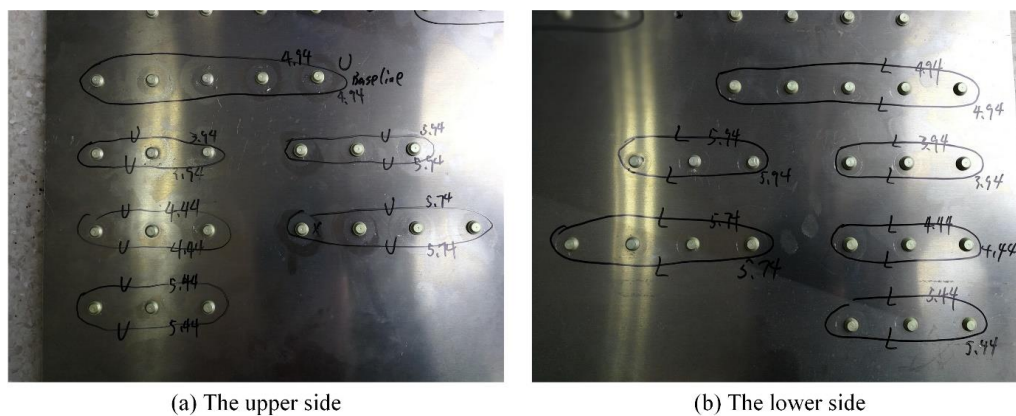 4.94 U
Baseline
4.94
U 3.94
U 3.94
U 5.94
U 5.94
U 4.44
U 4.44
U 5.74
U 5.74
U 5.44
U 5.44
L 4.94
L 4.94
L 5.94
L 5.94
L 3.94
L 3.94
L 5.74
L 5.74
L 4.44
L 4.44
L 5.44
L 5.44
(a) The upper side
(b) The lower side